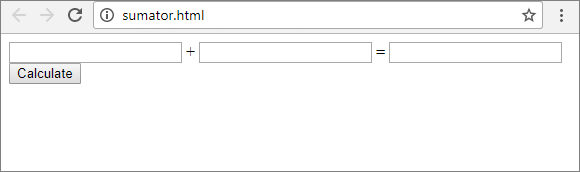 sumator.html
+ =
Calculate